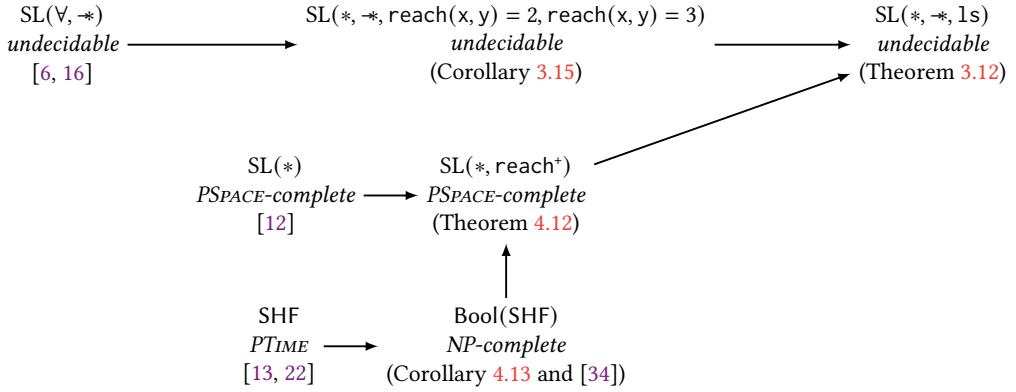 SL(∀, −∗)
undecidable
[6, 16]
SL(∗, −∗, reach(x, y) = 2, reach(x, y) = 3)
undecidable
(Corollary 3.15)
SL(∗, −∗, ls)
undecidable
(Theorem 3.12)
SL(∗)
PSPACE-complete
[12]
SL(∗, reach⁺)
PSPACE-complete
(Theorem 4.12)
SHF
PTIME
[13, 22]
Bool(SHF)
NP-complete
(Corollary 4.13 and [34])